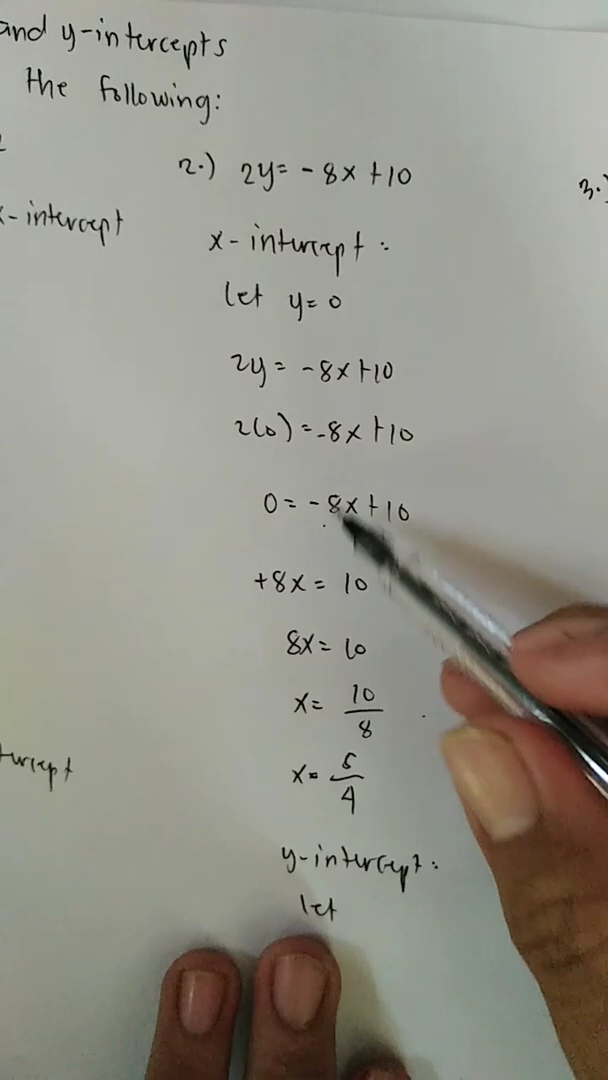 and y-intercepts
the following:
2.) 2y = -8x + 10
3.)
x-intercept
x-intercept:
let y = 0
2y = -8x + 10
2(0) = -8x + 10
0 = -8x + 10
+8x = 10
8x = 10
x = 10/8
x = 5/4
y-intercept:
let